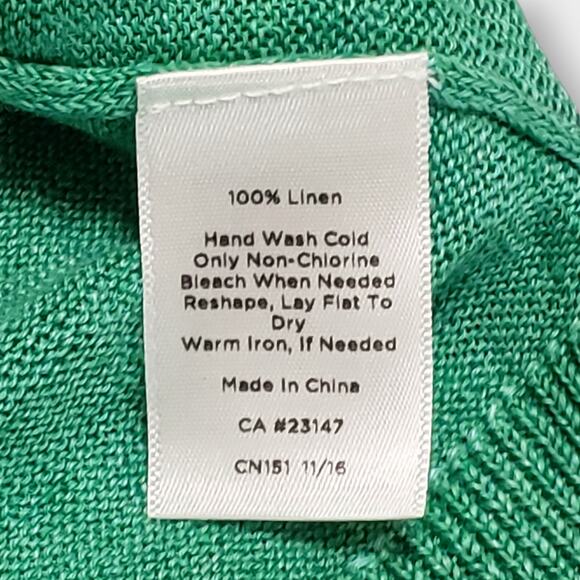 100% Linen
Hand Wash Cold
Only Non-Chlorine
Bleach When Needed
Reshape, Lay Flat To
Dry
Warm Iron, If Needed
Made In China
CA #23147
CN151 11/16